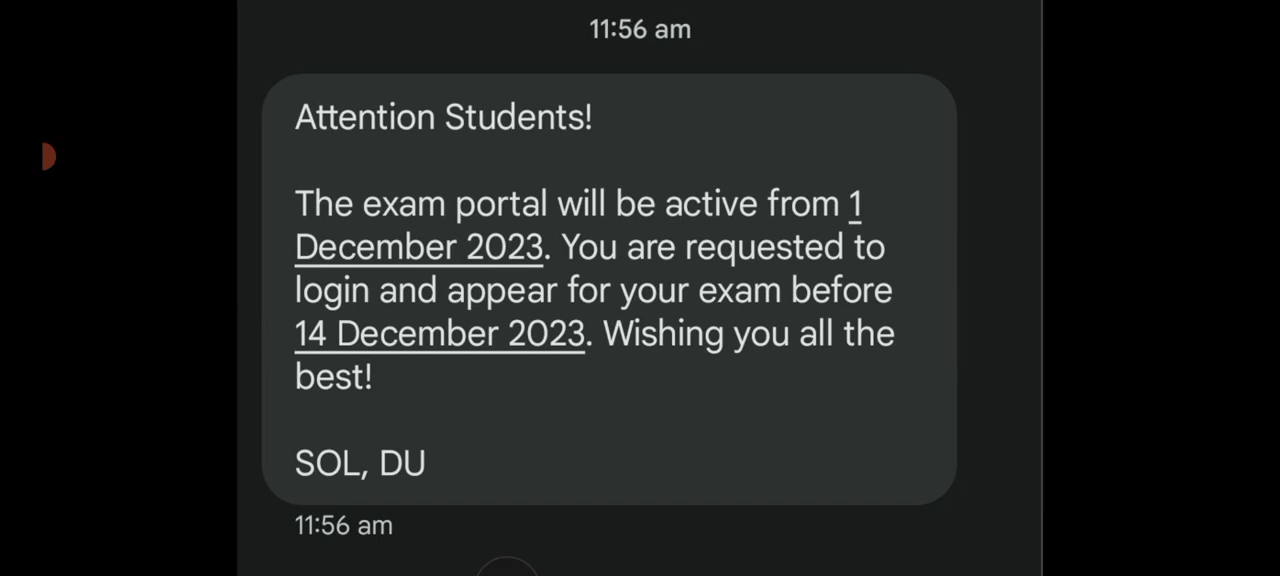 11:56 am
Attention Students!
The exam portal will be active from 1
December 2023. You are requested to
login and appear for your exam before
14 December 2023. Wishing you all the
best!
SOL, DU
11:56 am